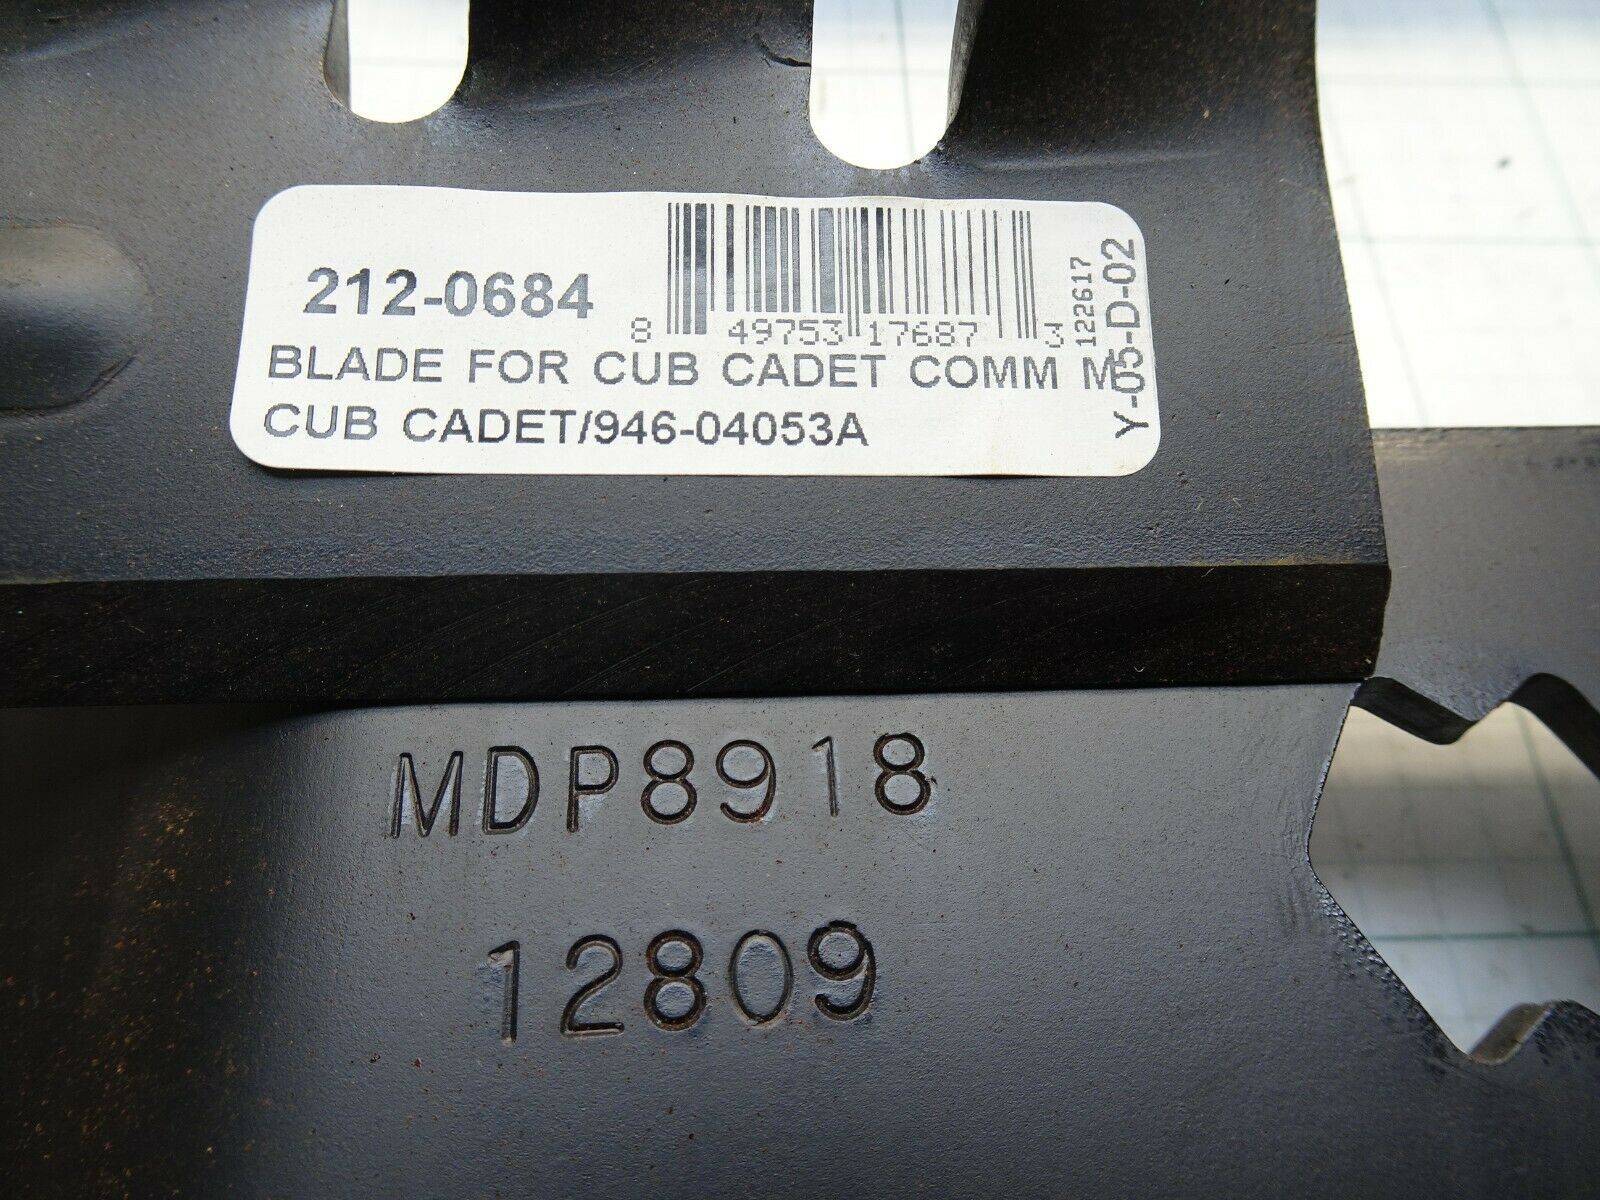 212-0684
8 49753 17687 3
122617
Y-05-D-02
BLADE FOR CUB CADET COMM M
CUB CADET/946-04053A
MDP8918
12809